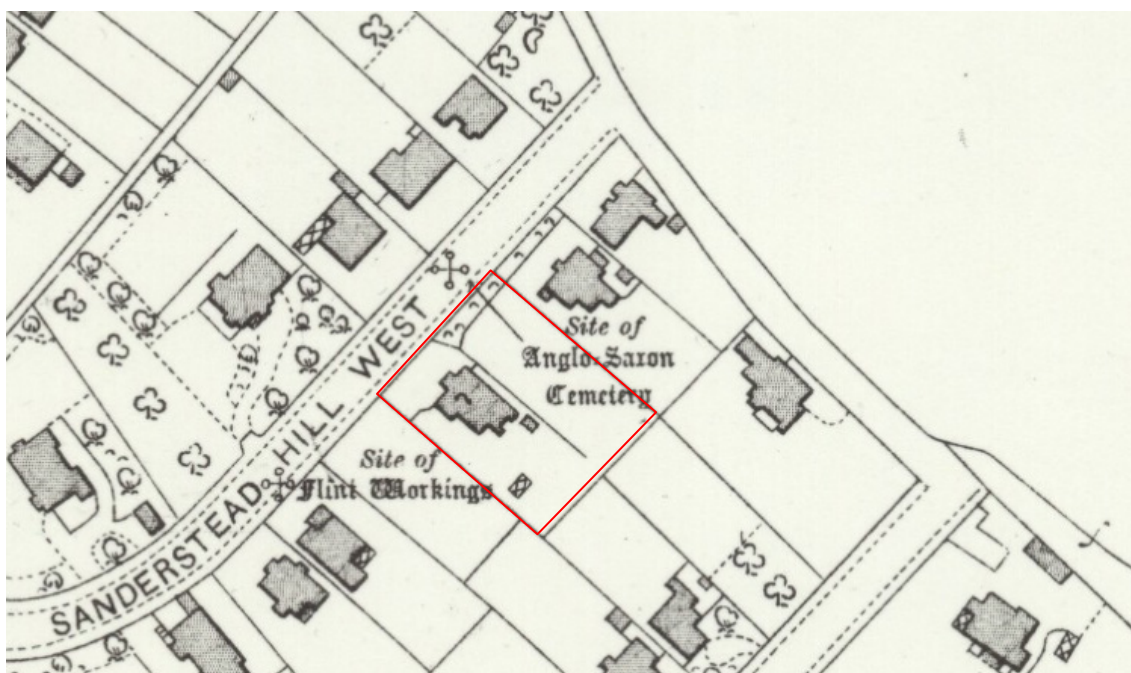 SANDERSTEAD HILL WEST
Site of
Anglo-Saxon
Cemetery
Site of
Flint Workings